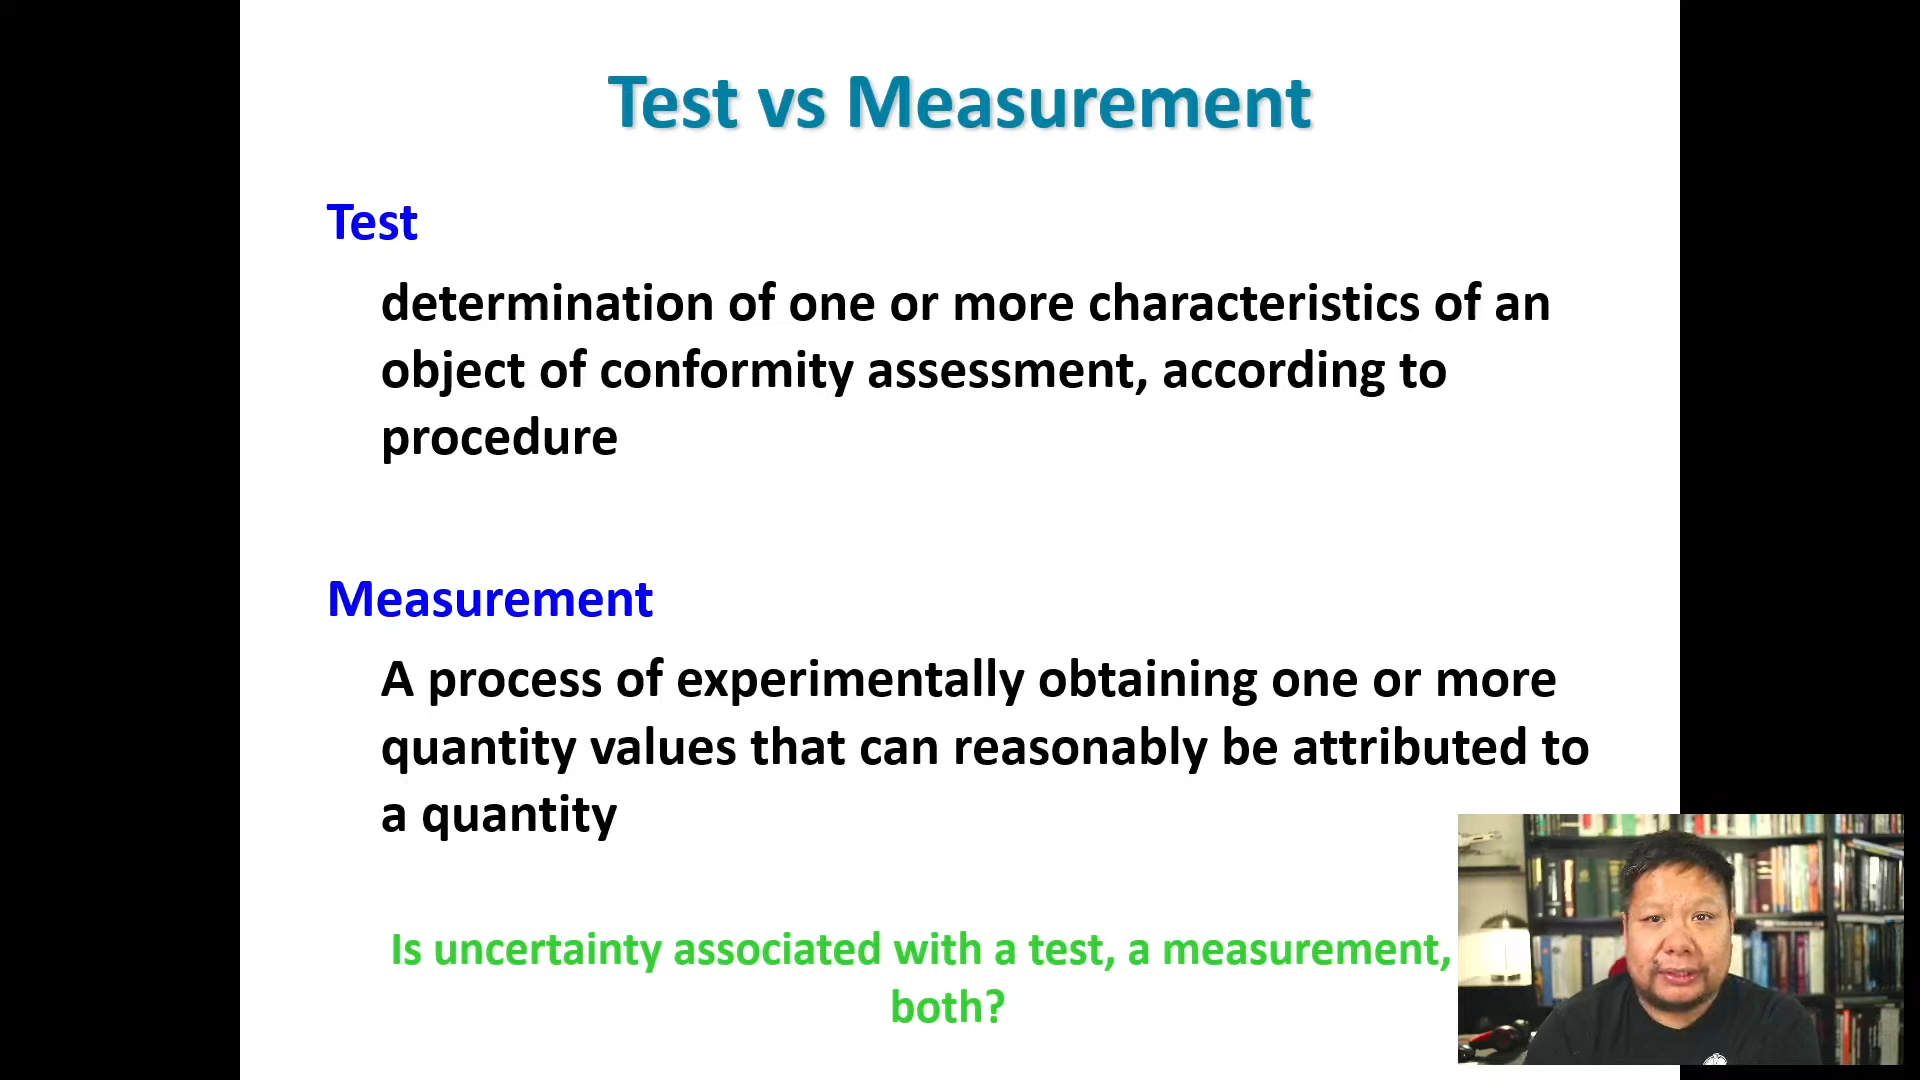 Test vs Measurement
Test
determination of one or more characteristics of an
object of conformity assessment, according to
procedure
Measurement
A process of experimentally obtaining one or more
quantity values that can reasonably be attributed to
a quantity
Is uncertainty associated with a test, a measurement,
both?